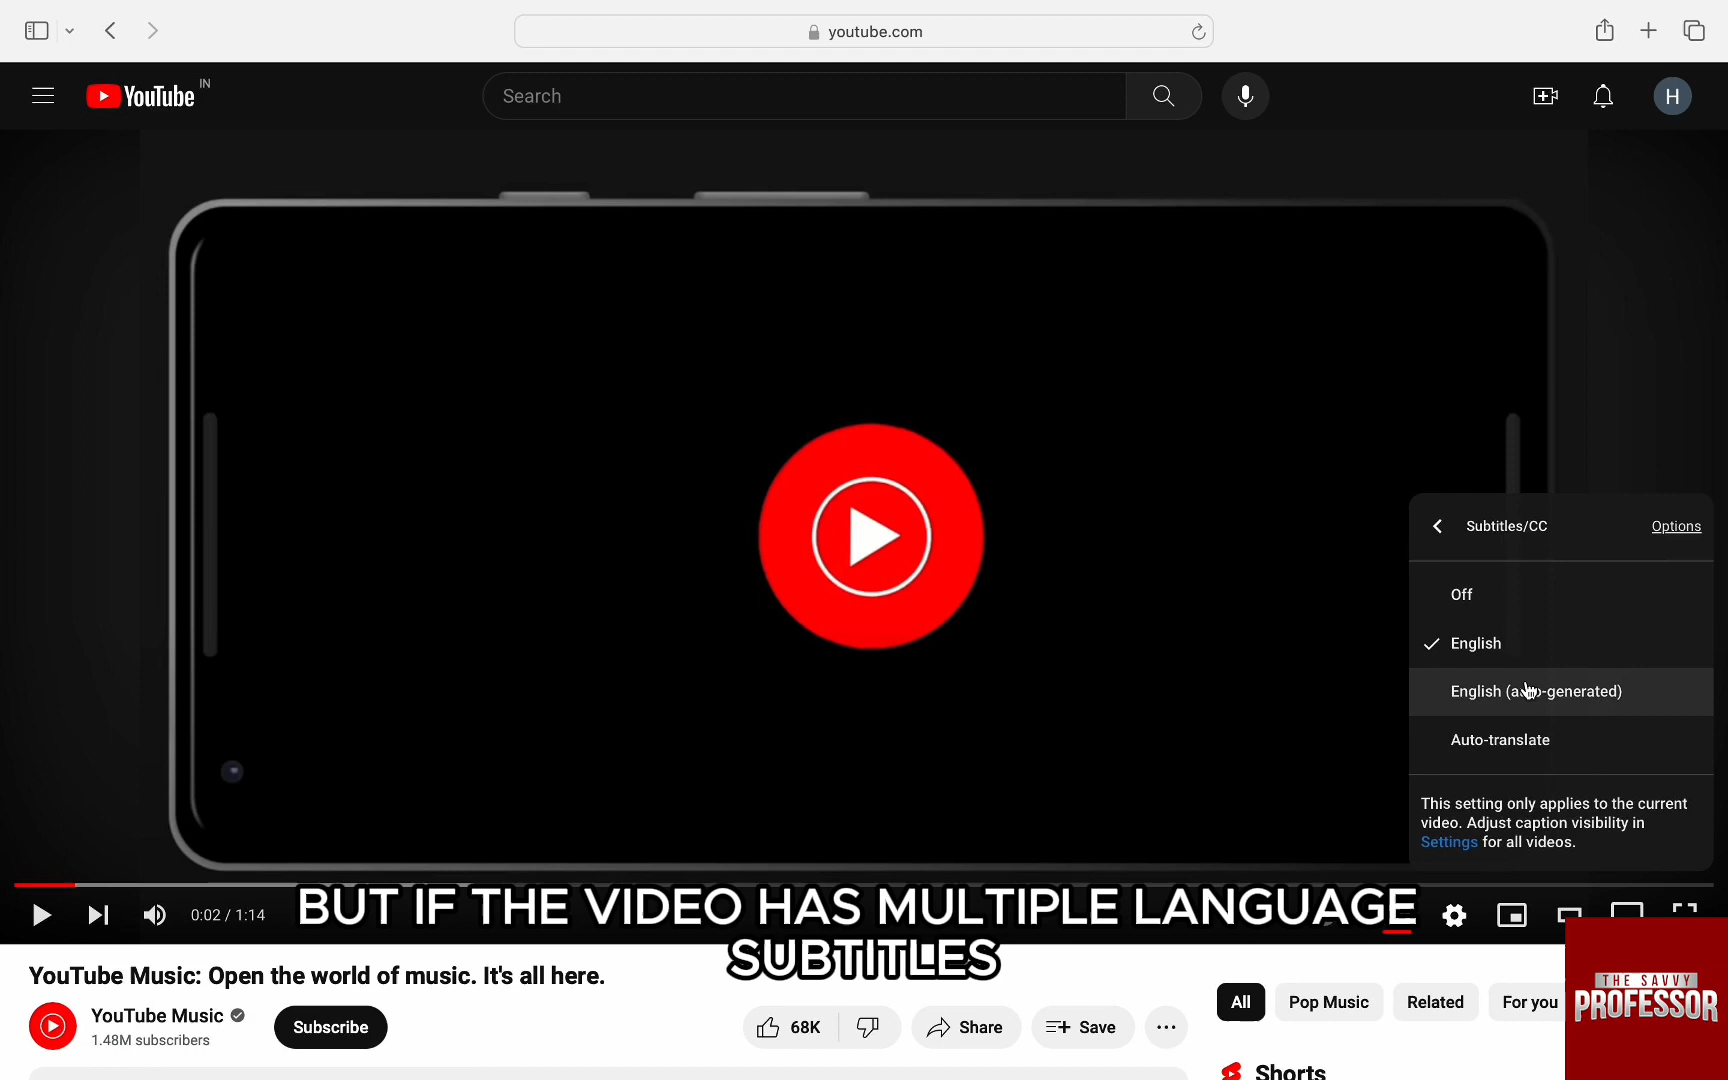 youtube.com
YouTube IN
Search
H
Subtitles/CC Options
Off
English
English (auto-generated)
Auto-translate
This setting only applies to the current
video. Adjust caption visibility in
Settings for all videos.
0:02 / 1:14
BUT IF THE VIDEO HAS MULTIPLE LANGUAGE
SUBTITLES
YouTube Music: Open the world of music. It's all here.
YouTube Music
1.48M subscribers
Subscribe
68K
Share
Save
All
Pop Music
Related
For you
THE SAVVY
PROFESSOR
Shorts